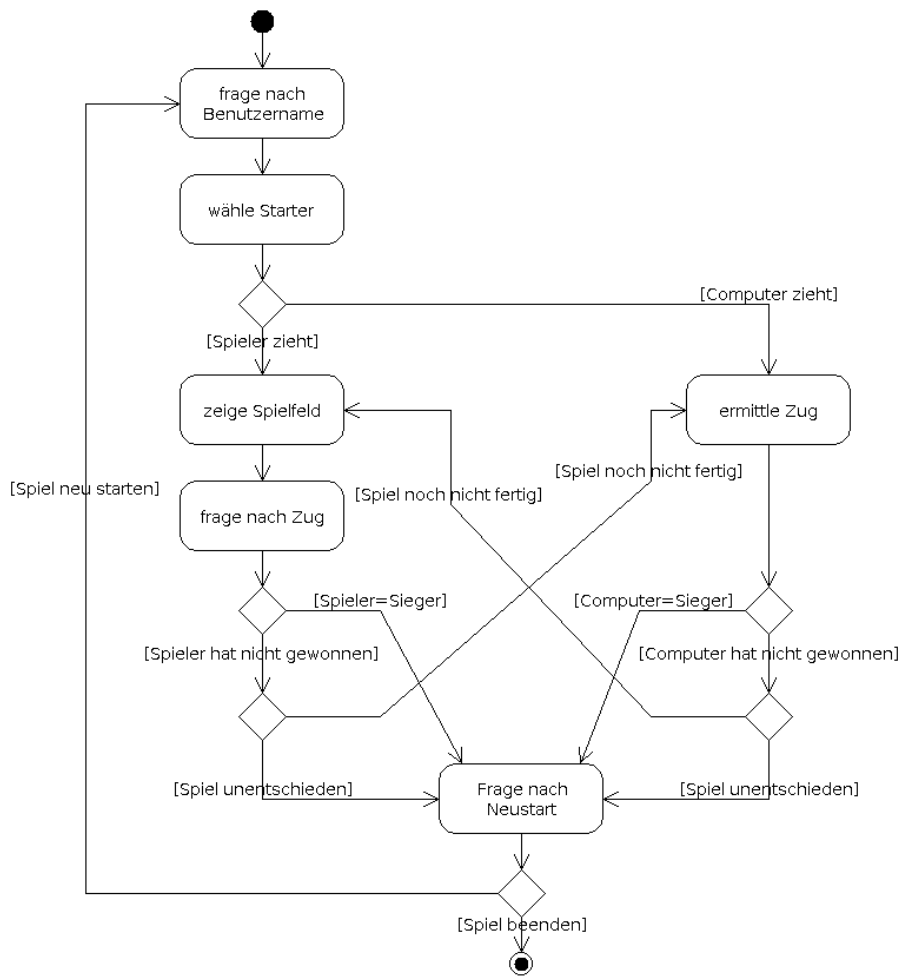 frage nach
Benutzername
wähle Starter
[Computer zieht]
[Spieler zieht]
zeige Spielfeld
ermittle Zug
[Spiel noch nicht fertig]
[Spiel neu starten]
[Spiel noch nicht fertig]
frage nach Zug
[Spieler=Sieger]
[Computer=Sieger]
[Spieler hat nicht gewonnen]
[Computer hat nicht gewonnen]
[Spiel unentschieden]
Frage nach
Neustart
[Spiel unentschieden]
[Spiel beenden]